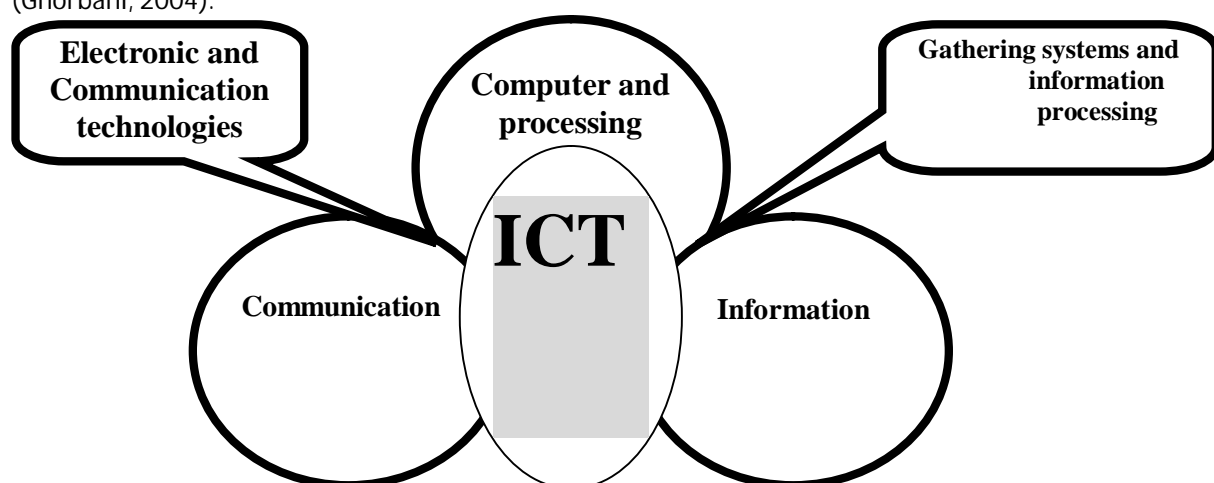 (Ghorbani, 2004).
Electronic and
Communication
technologies
Computer and
processing
Gathering systems and
information
processing
ICT
Communication
Information